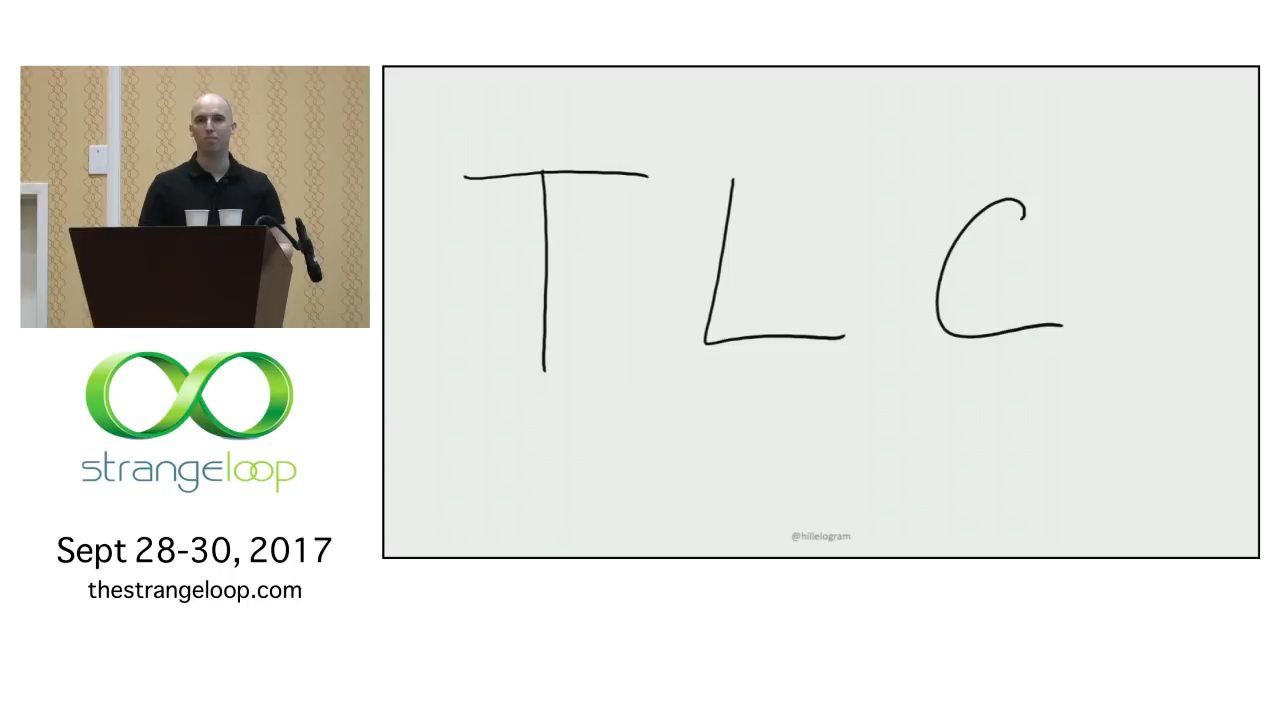 TLC
@hillelogram
strangeloop
Sept 28-30, 2017
thestrangeloop.com